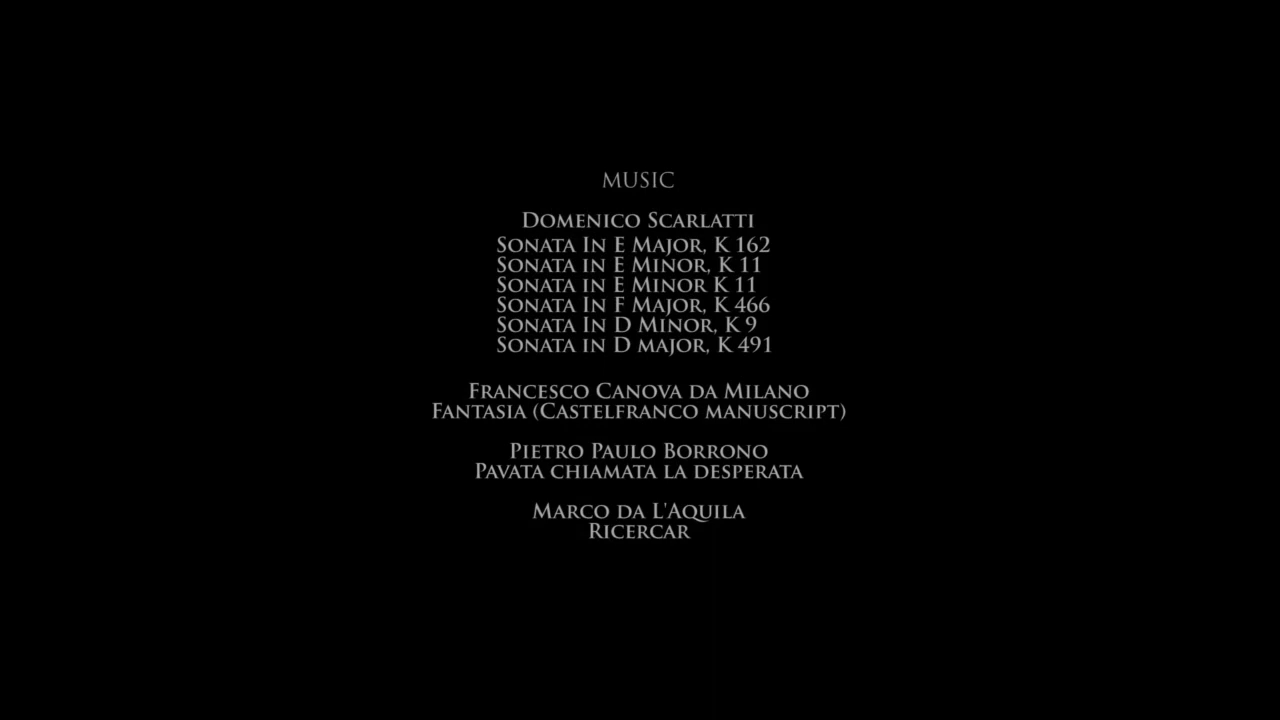 MUSIC
Domenico Scarlatti
Sonata In E Major, K 162
Sonata in E Minor, K 11
Sonata in E Minor K 11
Sonata In F Major, K 466
Sonata In D Minor, K 9
Sonata in D major, K 491
Francesco Canova da Milano
Fantasia (Castelfranco manuscript)
Pietro Paulo Borrono
Pavata chiamata la desperata
Marco da L'Aquila
Ricercar